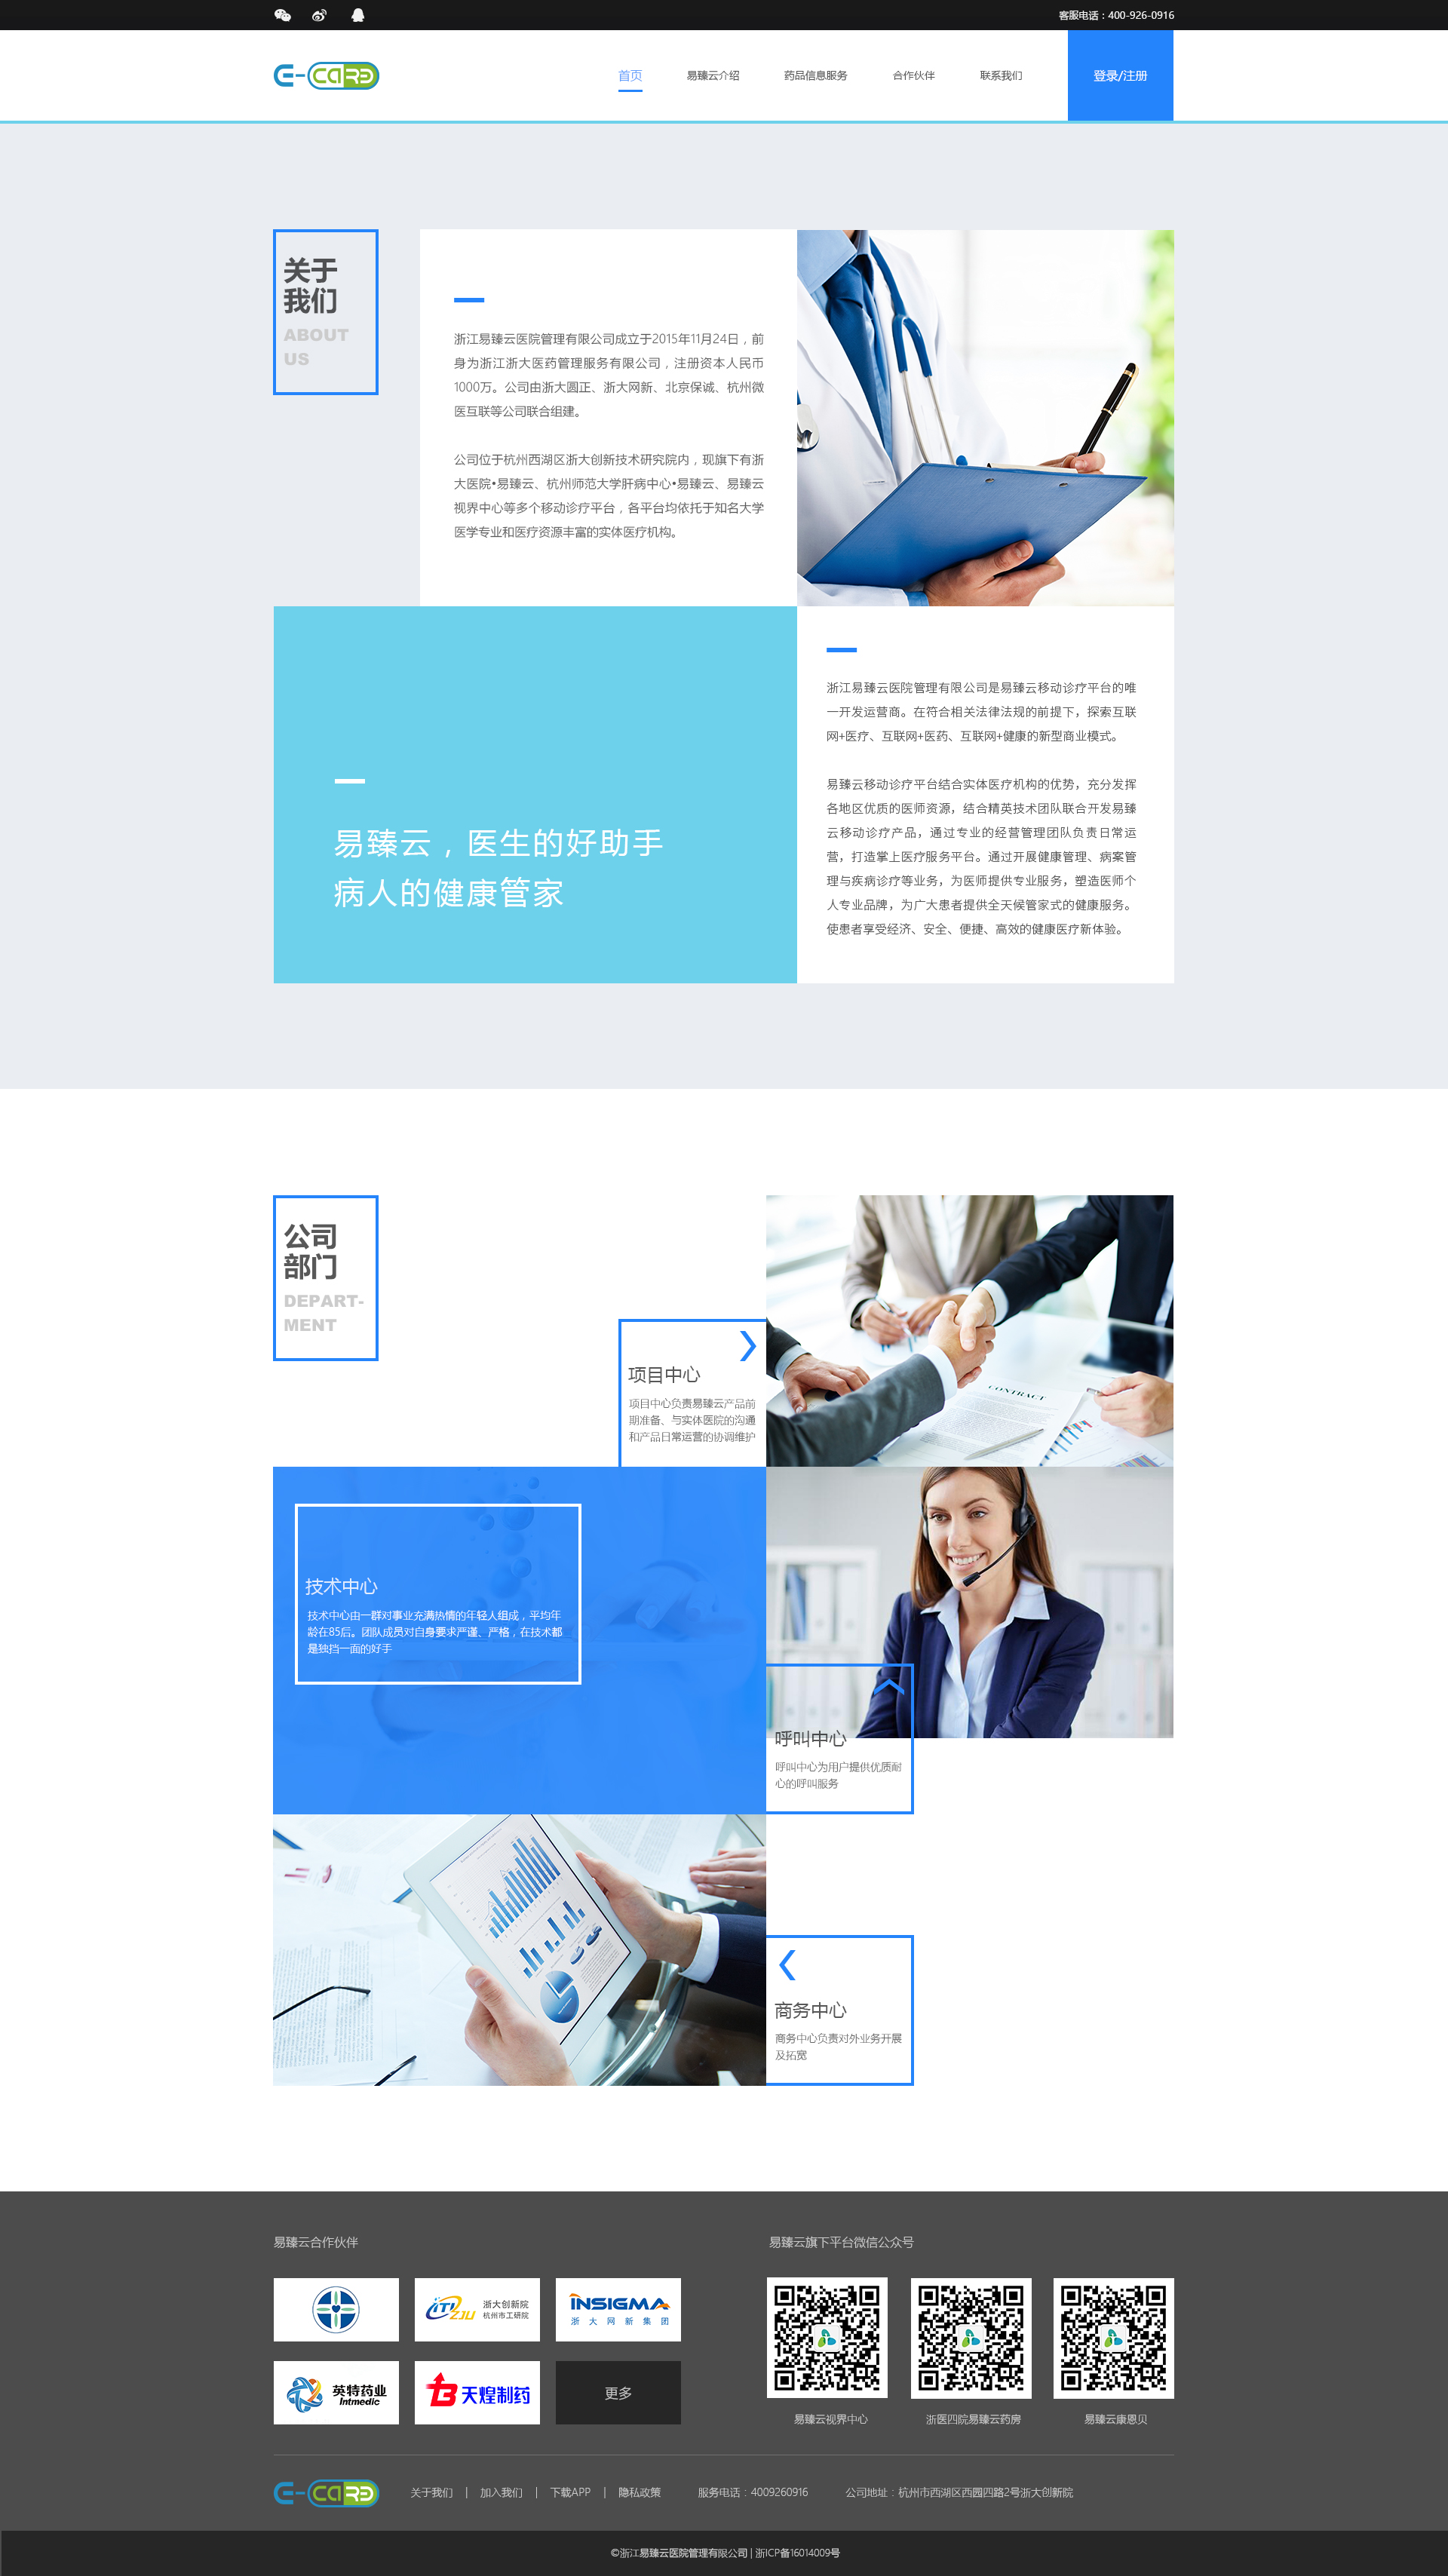 客服电话：400-926-0916
e-care
首页
易臻云介绍
药品信息服务
合作伙伴
联系我们
登录/注册
关于
我们
ABOUT
US
浙江易臻云医院管理有限公司成立于2015年11月24日，前
身为浙江浙大医药管理服务有限公司，注册资本人民币
1000万。公司由浙大圆正、浙大网新、北京保诚、杭州微
医互联等公司联合组建。
公司位于杭州西湖区浙大创新技术研究院内，现旗下有浙
大医院•易臻云、杭州师范大学肝病中心•易臻云、易臻云
视界中心等多个移动诊疗平台，各平台均依托于知名大学
医学专业和医疗资源丰富的实体医疗机构。
易臻云，医生的好助手
病人的健康管家
浙江易臻云医院管理有限公司是易臻云移动诊疗平台的唯
一开发运营商。在符合相关法律法规的前提下，探索互联
网+医疗、互联网+医药、互联网+健康的新型商业模式。
易臻云移动诊疗平台结合实体医疗机构的优势，充分发挥
各地区优质的医师资源，结合精英技术团队联合开发易臻
云移动诊疗产品，通过专业的经营管理团队负责日常运
营，打造掌上医疗服务平台。通过开展健康管理、病案管
理与疾病诊疗等业务，为医师提供专业服务，塑造医师个
人专业品牌，为广大患者提供全天候管家式的健康服务。
使患者享受经济、安全、便捷、高效的健康医疗新体验。
公司
部门
DEPART-
MENT
项目中心
项目中心负责易臻云产品前
期准备、与实体医院的沟通
和产品日常运营的协调维护
CONTRACT
技术中心
技术中心由一群对事业充满热情的年轻人组成，平均年
龄在85后。团队成员对自身要求严谨、严格，在技术都
是独挡一面的好手
呼叫中心
呼叫中心为用户提供优质耐
心的呼叫服务
商务中心
商务中心负责对外业务开展
及拓宽
易臻云合作伙伴
易臻云旗下平台微信公众号
iTi ZJU
浙大创新院
杭州市工研院
INSIGMA
浙大网新集团
英特药业
Intmedic
天煌制药
更多
易臻云视界中心
浙医四院易臻云药房
易臻云康恩贝
e-care
关于我们 | 加入我们 | 下载APP | 隐私政策
服务电话：4009260916
公司地址：杭州市西湖区西园四路2号浙大创新院
©浙江易臻云医院管理有限公司 | 浙ICP备16014009号